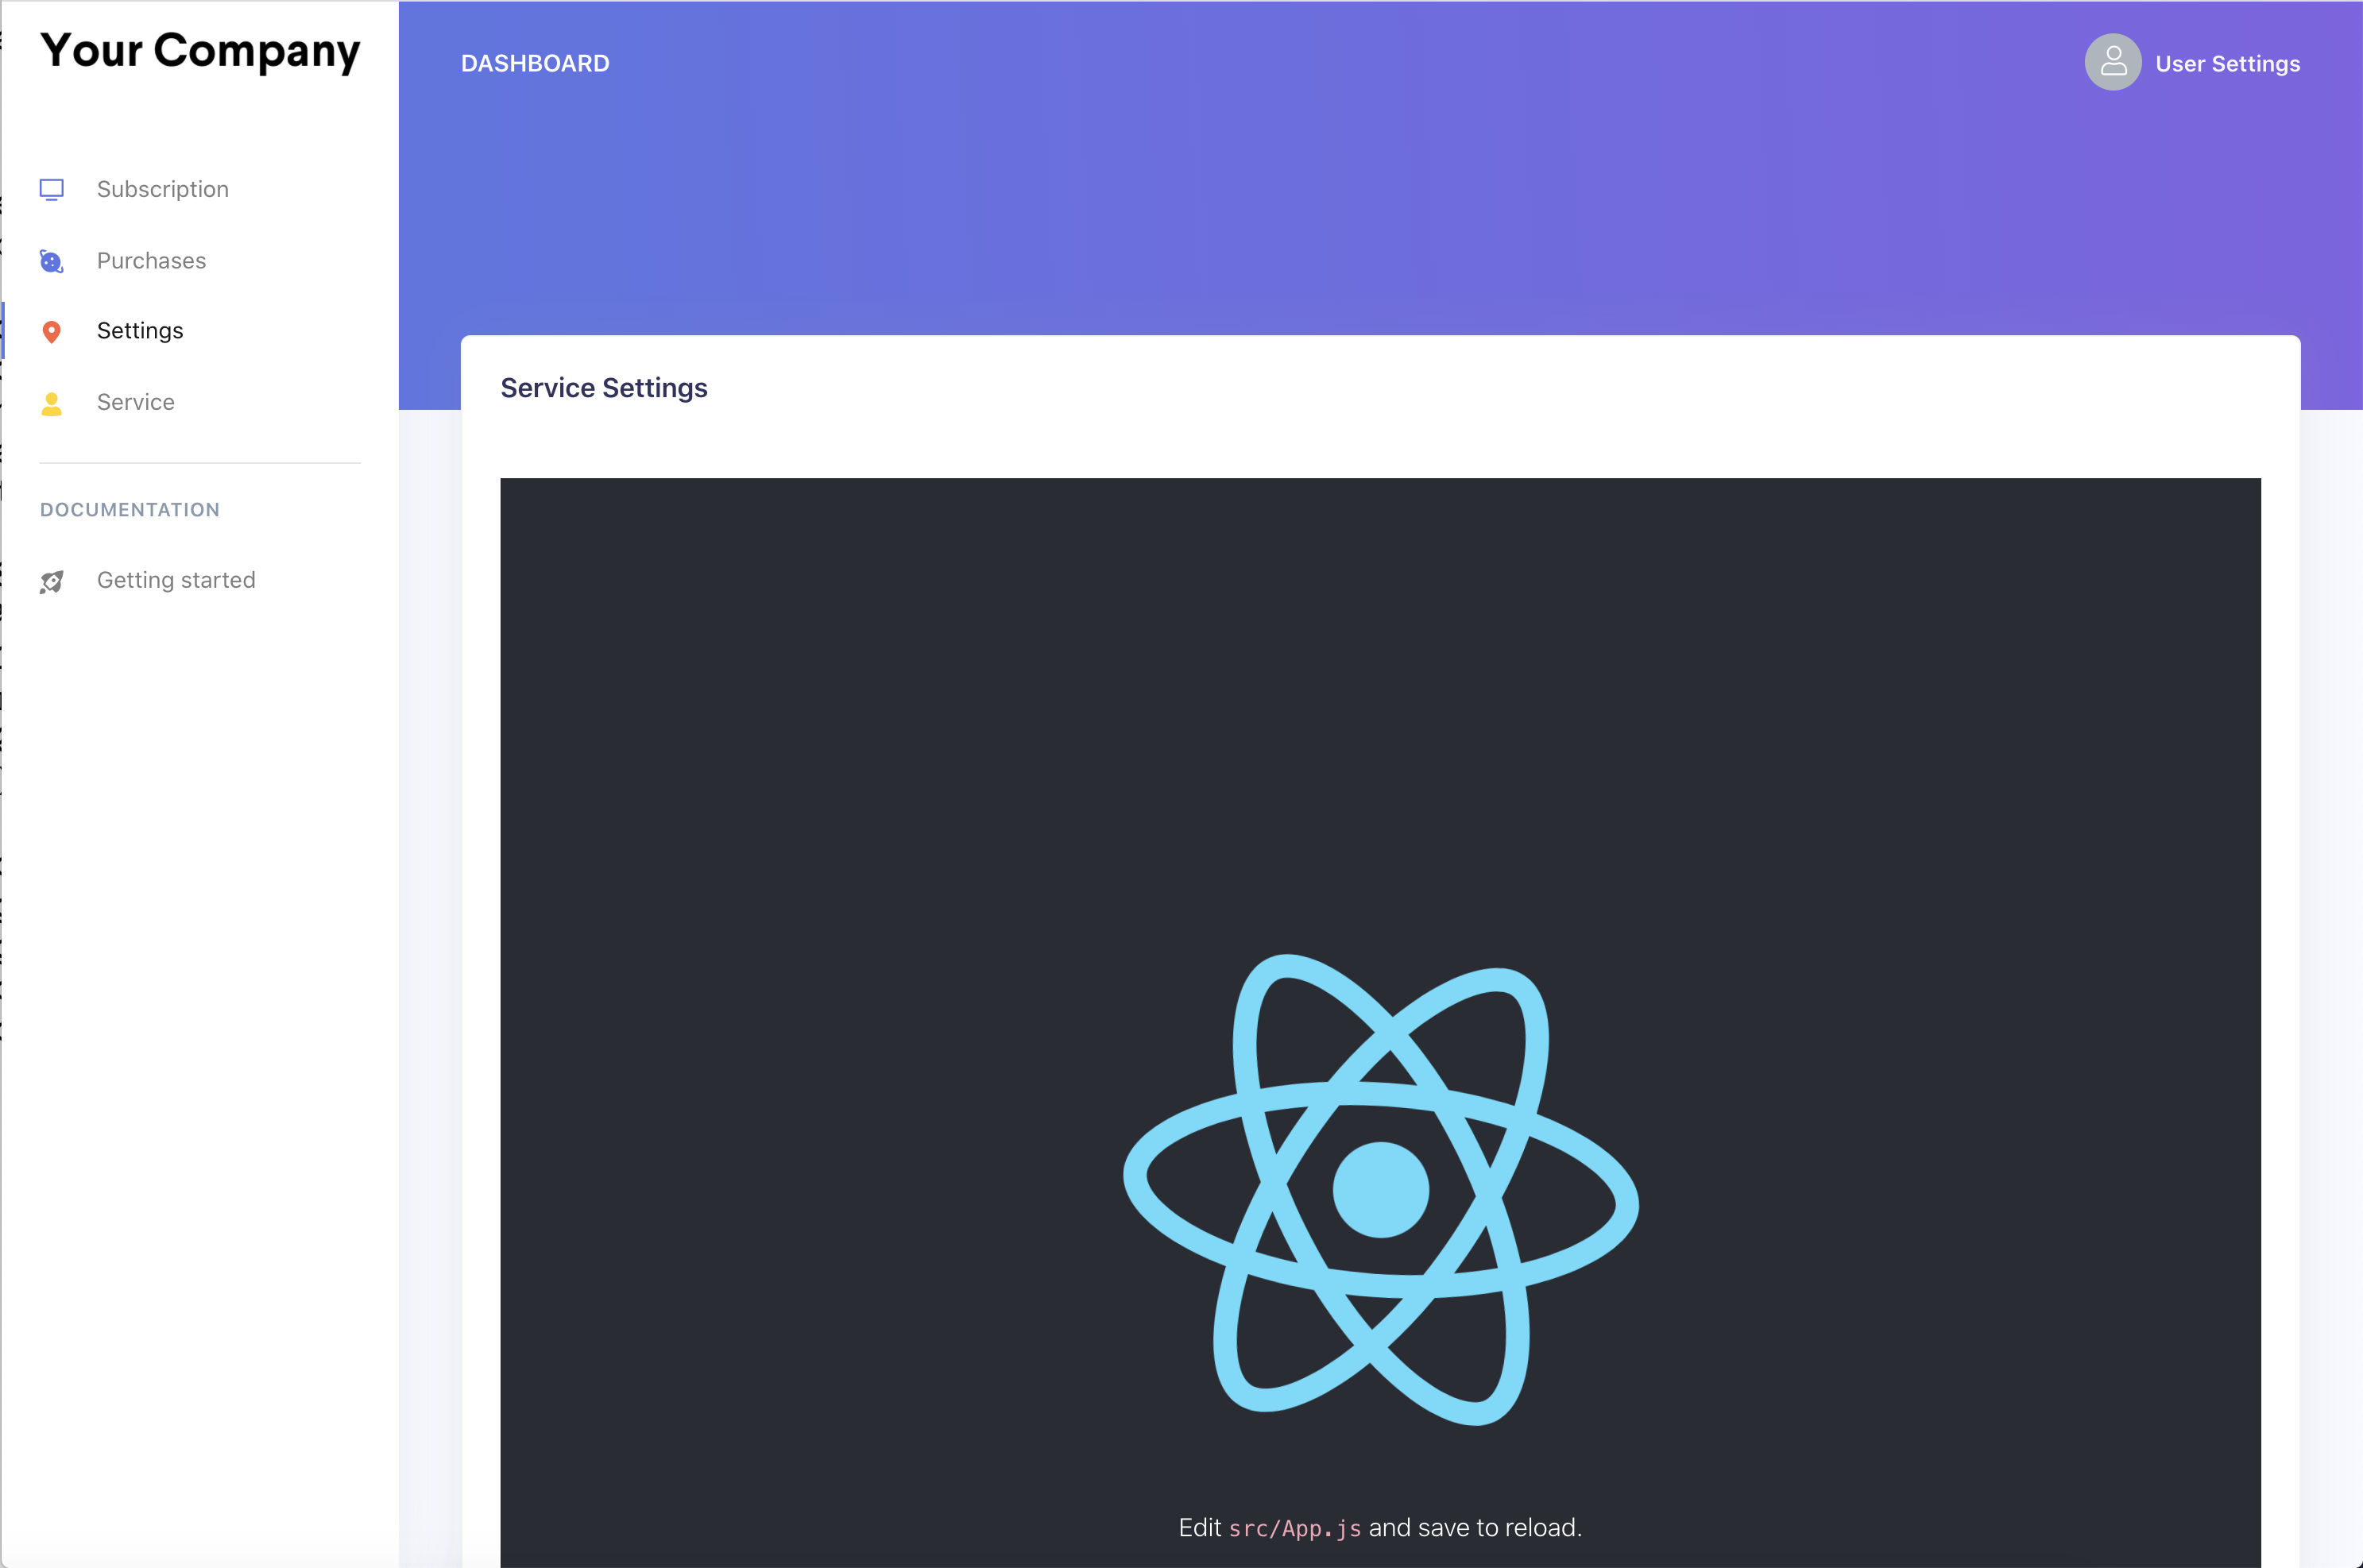 Your Company
DASHBOARD
User Settings
Subscription
Purchases
Settings
Service
DOCUMENTATION
Getting started
Service Settings
Edit src/App.js and save to reload.